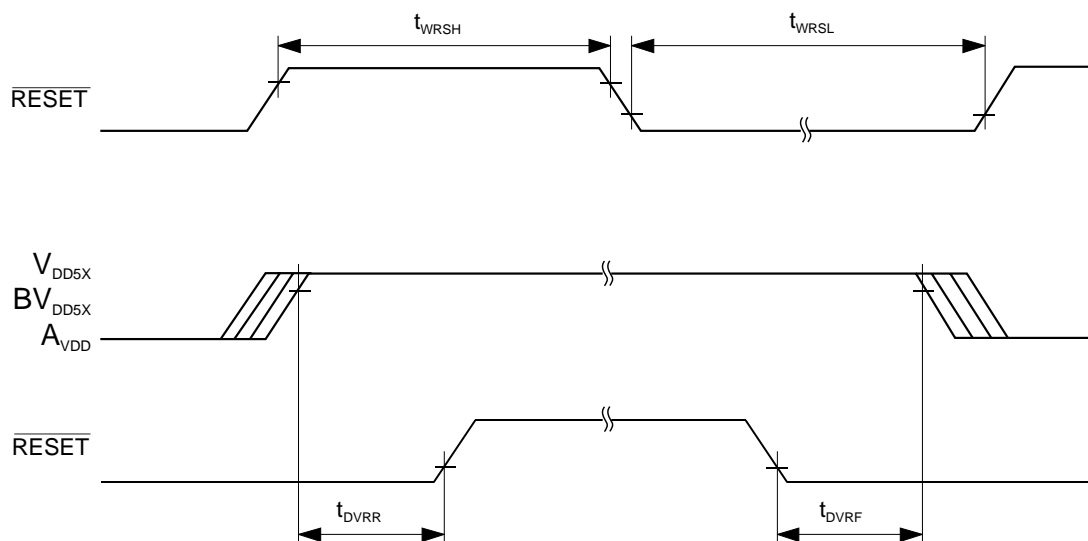 tWRSH
tWRSL
RESET
VDD5X
BVDD5X
AVDD
RESET
tDVRR
tDVRF